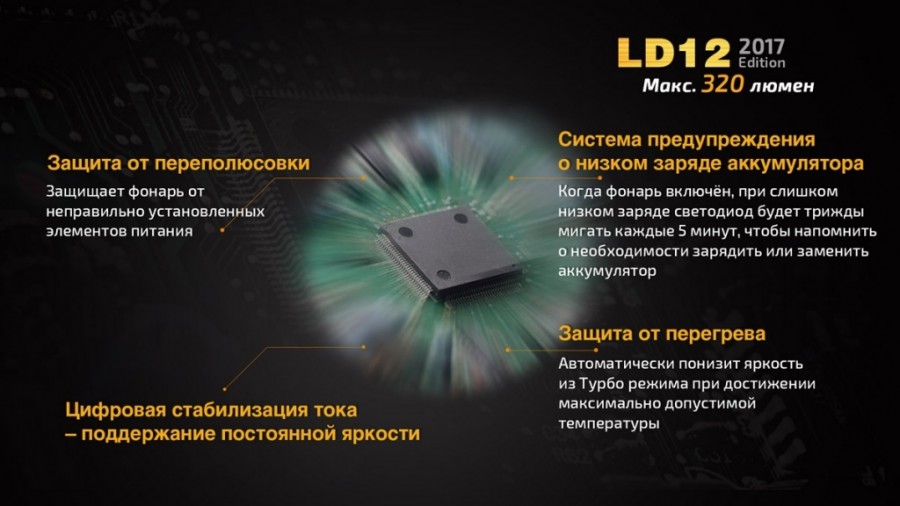 LD12 2017
Edition
Макс. 320 люмен
Защита от переполюсовки
Защищает фонарь от
неправильно установленных
элементов питания
Система предупреждения
о низком заряде аккумулятора
Когда фонарь включён, при слишком
низком заряде светодиод будет трижды
мигать каждые 5 минут, чтобы напомнить
о необходимости зарядить или заменить
аккумулятор
Цифровая стабилизация тока
– поддержание постоянной яркости
Защита от перегрева
Автоматически понизит яркость
из Турбо режима при достижении
максимально допустимой
температуры